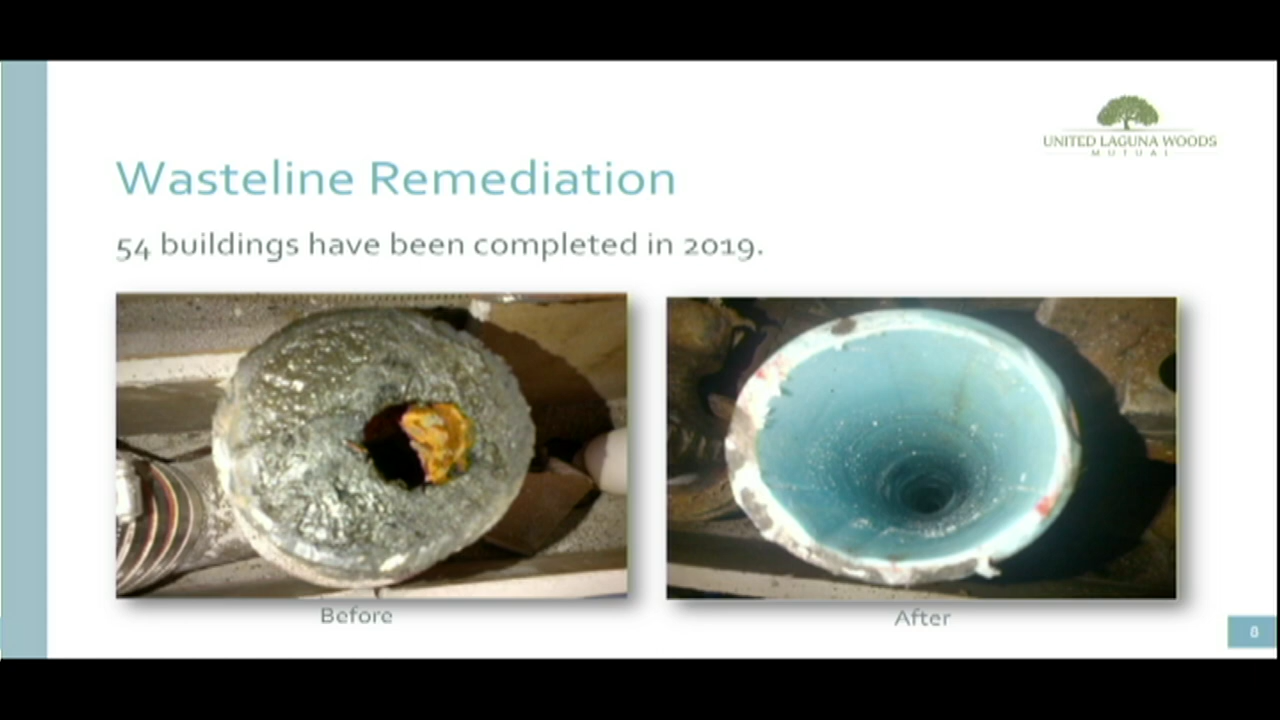 UNITED LAGUNA WOODS
MUTUAL
Wasteline Remediation
54 buildings have been completed in 2019.
Before
After
8